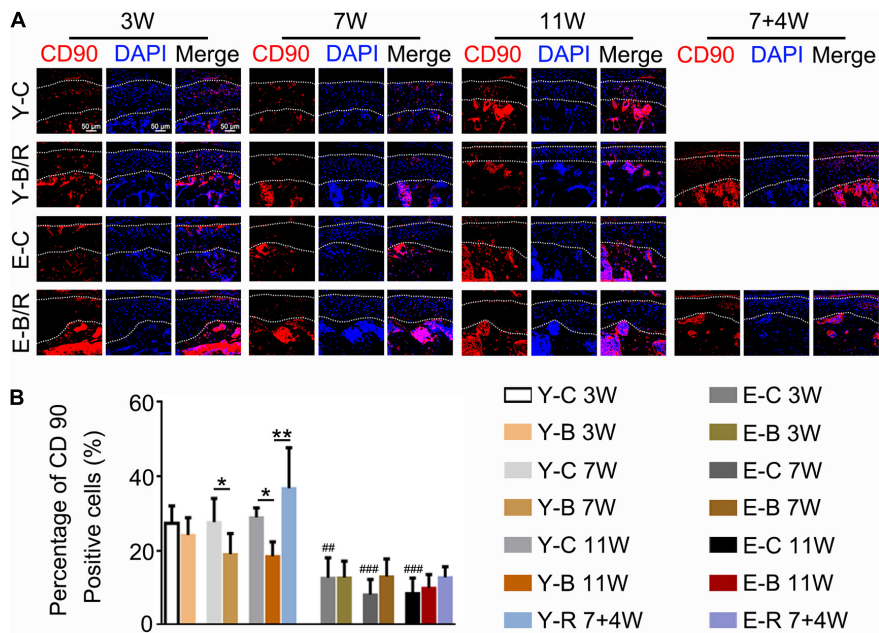 A
3W 7W 11W 7+4W
CD90 DAPI Merge CD90 DAPI Merge CD90 DAPI Merge CD90 DAPI Merge
Y-C
50 μm 50 μm
Y-B/R
E-C
E-B/R
B
Percentage of CD 90
Positive cells (%)
60
40
20
0
* * **
## ### ###
Y-C 3W E-C 3W
Y-B 3W E-B 3W
Y-C 7W E-C 7W
Y-B 7W E-B 7W
Y-C 11W E-C 11W
Y-B 11W E-B 11W
Y-R 7+4W E-R 7+4W